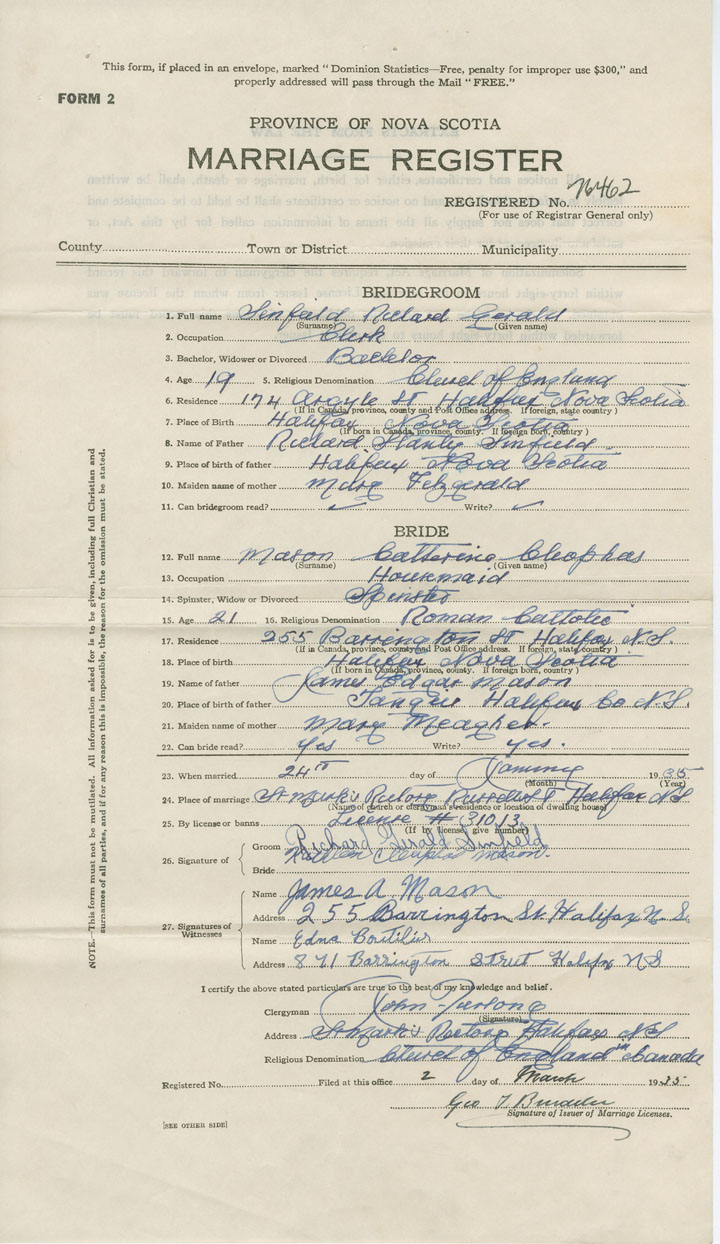 This form, if placed in an envelope, marked "Dominion Statistics—Free, penalty for improper use $300," and
properly addressed will pass through the Mail "FREE."
FORM 2
PROVINCE OF NOVA SCOTIA
MARRIAGE REGISTER
REGISTERED No.
(For use of Registrar General only)
County Town or District Municipality
BRIDEGROOM
1. Full name Sinfield Richard Gerald
(Surname) (Given name)
2. Occupation Clerk
3. Bachelor, Widower or Divorced Bachelor
4. Age 19 5. Religious Denomination Church of England
6. Residence 174 Argyle St Halifax Nova Scotia
(If in Canada, province, county and Post Office address. If foreign, state country)
7. Place of Birth Halifax Nova Scotia
(If born in Canada, province, county. If foreign born, country)
8. Name of Father Richard Stanly Sinfield
9. Place of birth of father Halifax Nova Scotia
10. Maiden name of mother Fitzgerald
11. Can bridegroom read? ✓ Write? ✓
BRIDE
12. Full name Mason Catherine Cleophas
(Surname) (Given name)
13. Occupation Housmaid
14. Spinster, Widow or Divorced Spinster
15. Age 21 16. Religious Denomination Roman Catholic
17. Residence 255 Barrington St Halifax N.S.
(If in Canada, province, county and Post Office address. If foreign, state country)
18. Place of birth Halifax Nova Scotia
(If born in Canada, province, county. If foreign born, country)
19. Name of father James Edgar Mason
20. Place of birth of father Tangier Halifax Co N.S.
21. Maiden name of mother Mary Meagher.
22. Can bride read? Yes Write? Yes.
23. When married 24th day of January 1935
(Month) (Year)
24. Place of marriage St Mark's Rectory Russell St Halifax NS
(Name of church or clergyman's residence or location of dwelling house)
25. By license or banns License # 31013
(If by license, give number)
26. Signature of
Groom Richard Gerald Sinfield
Bride Cleophas Mason.
27. Signatures of Witnesses
Name James A. Mason
Address 255 Barrington St. Halifax N.S.
Name Edna Boutilier
Address 871 Barrington Street Halifax NS
I certify the above stated particulars are true to the best of my knowledge and belief.
Clergyman John Furlong
(Signature)
Address St Mark's Rectory Halifax NS
Religious Denomination Church of England in Canada
Registered No. Filed at this office 2 day of March 1935
Geo
Signature of Issuer of Marriage Licenses.
[SEE OTHER SIDE]
NOTE.—This form must not be mutilated. All information asked for is to be given, including full Christian and
surnames of all parties, and if for any reason this is impossible, the reason for the omission must be stated.